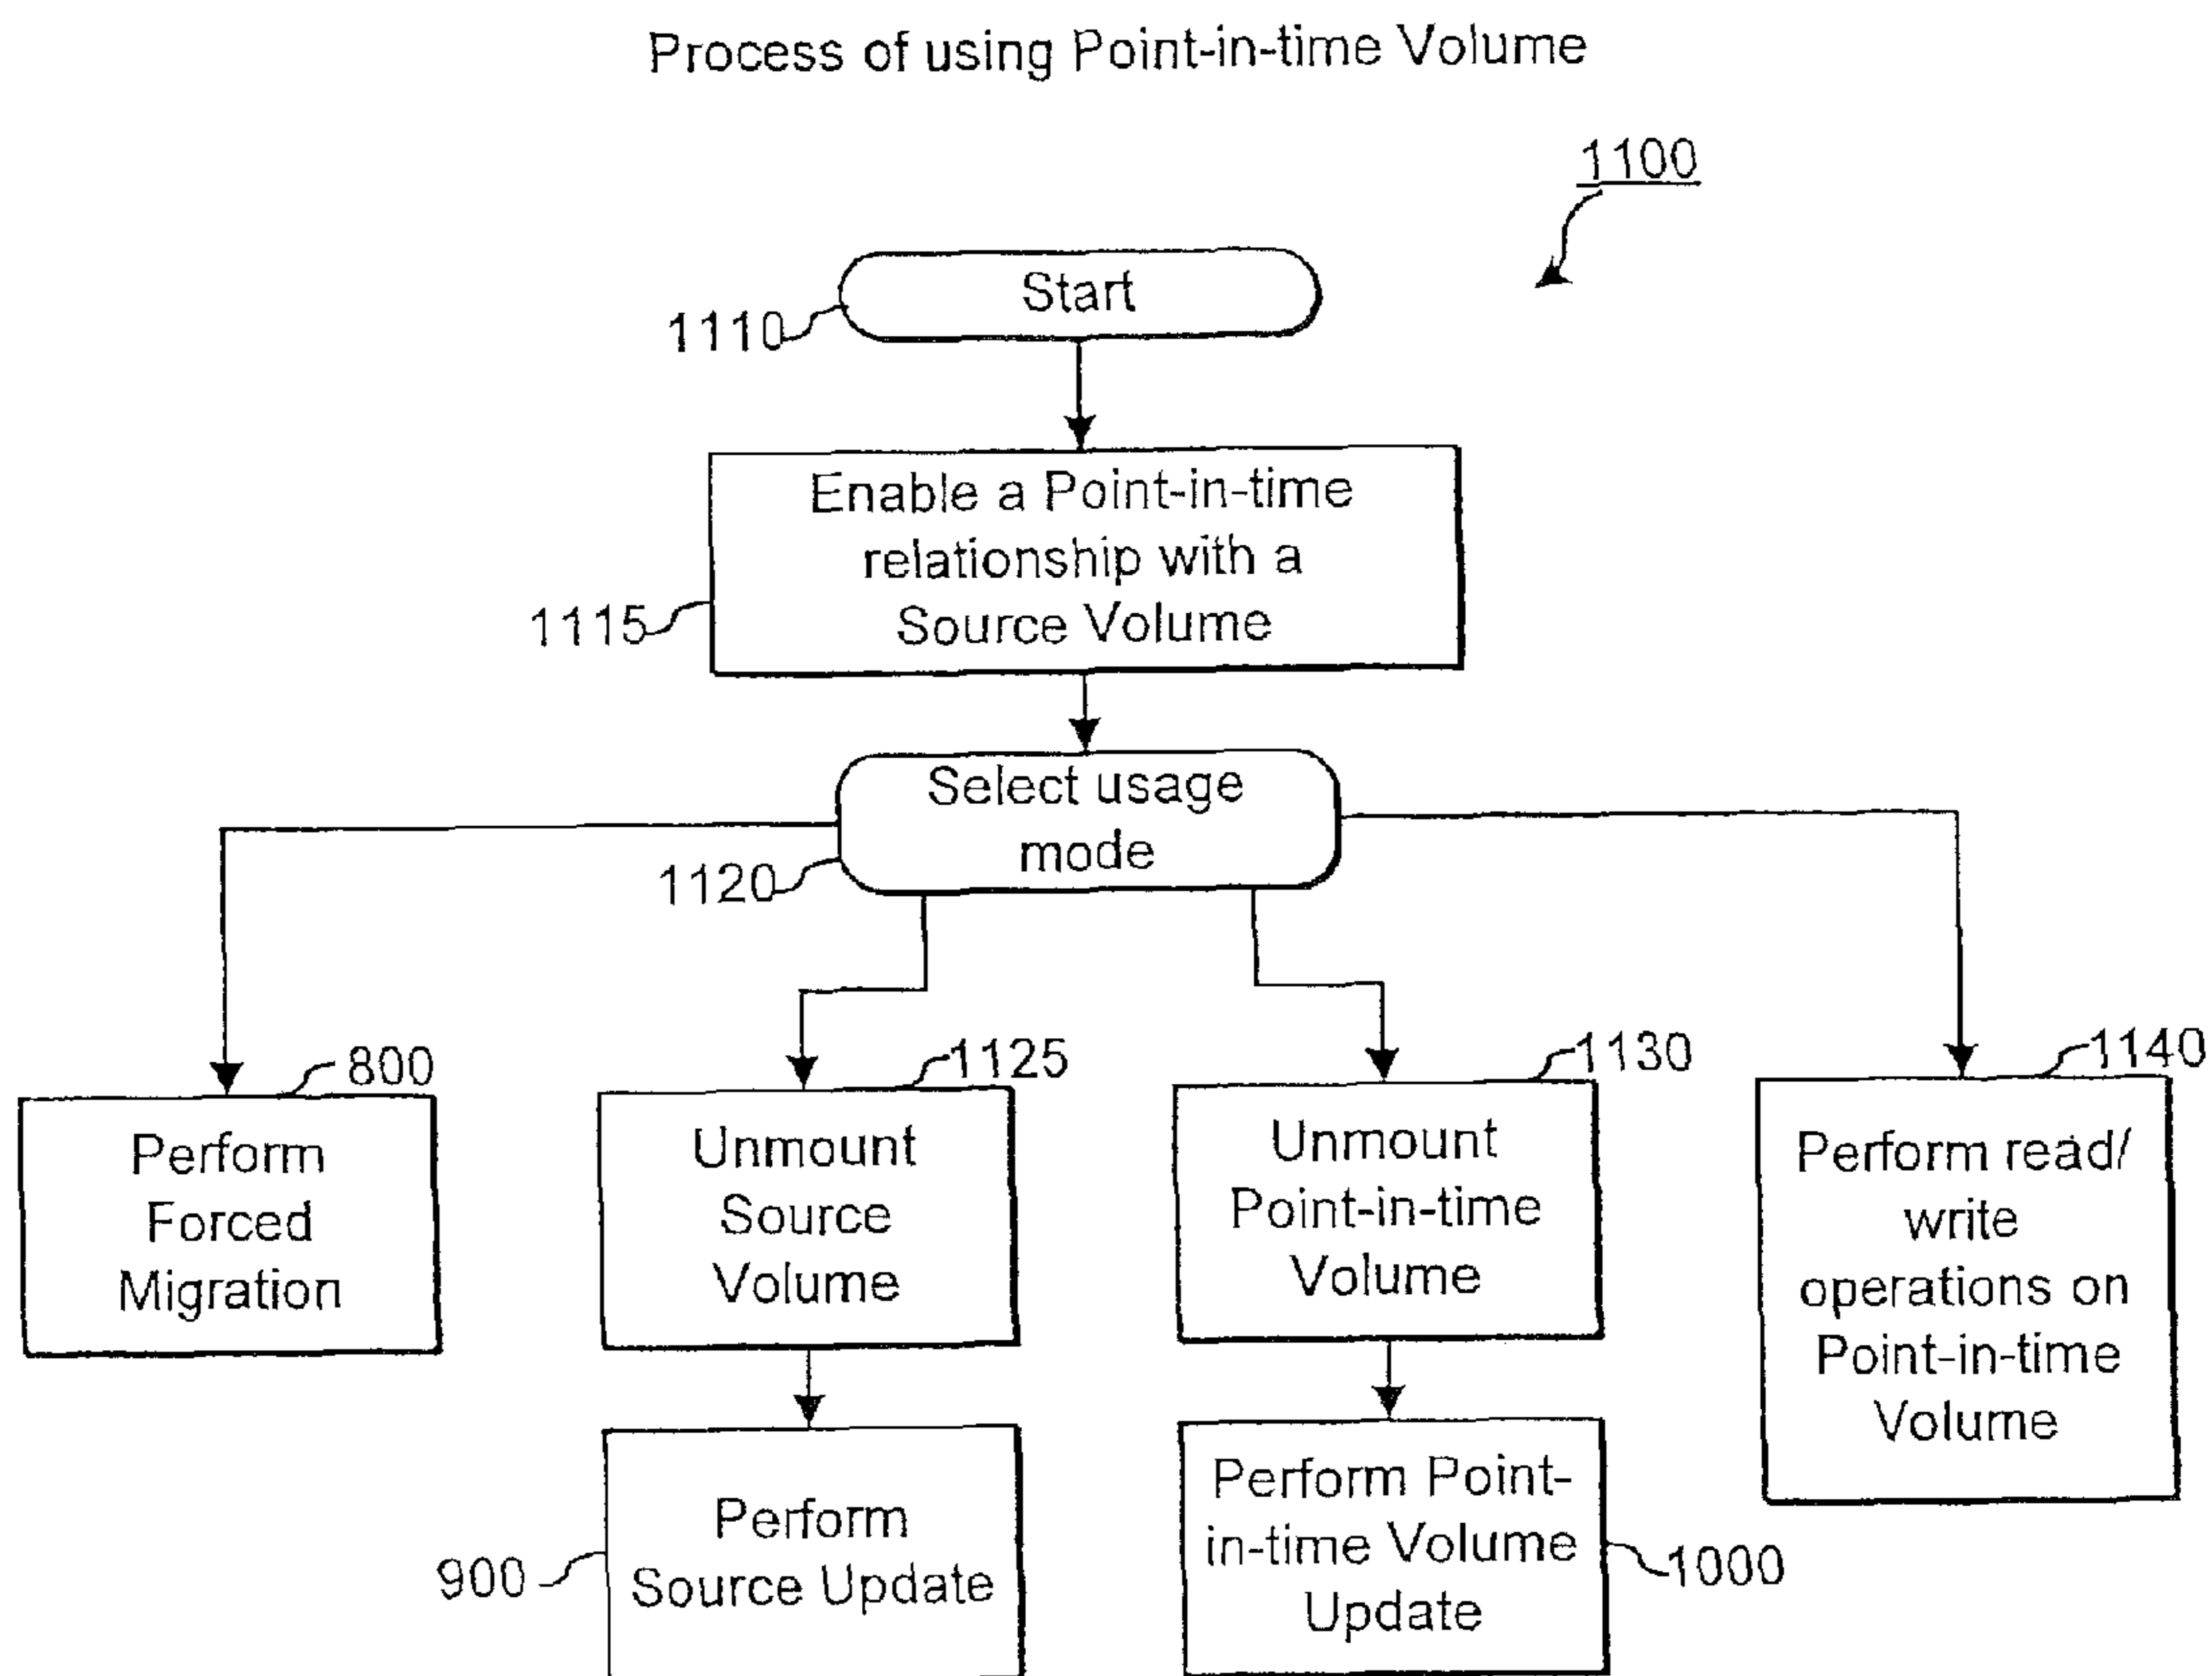 Process of using Point-in-time Volume
1100
Start
1110
Enable a Point-in-time
relationship with a
Source Volume
1115
Select usage
mode
1120
800
Perform
Forced
Migration
1125
Unmount
Source
Volume
1130
Unmount
Point-in-time
Volume
1140
Perform read/
write
operations on
Point-in-time
Volume
Perform
Source Update
900
Perform Point-
in-time Volume
Update
1000